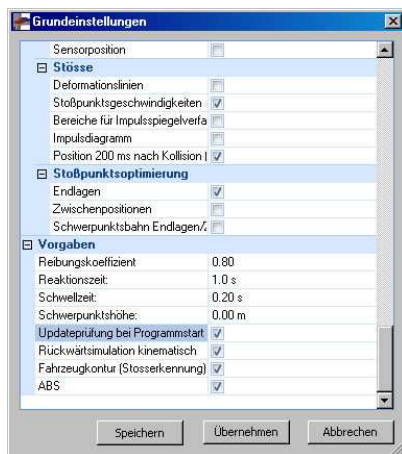 Grundeinstellungen
Sensorposition
Stösse
Deformationslinien
Stoßpunktsgeschwindigkeiten
Bereiche für Impulsspiegelverfa
Impulsdiagramm
Position 200 ms nach Kollision (
Stoßpunktsoptimierung
Endlagen
Zwischenpositionen
Schwerpunktsbahn Endlagen/Z
Vorgaben
Reibungskoeffizient 0.80
Reaktionszeit: 1.0 s
Schwellzeit: 0.20 s
Schwerpunktshöhe: 0.00 m
Updateprüfung bei Programmstart
Rückwärtsimulation kinematisch
Fahrzeugkontur (Stosserkennung)
ABS
Speichern Übernehmen Abbrechen